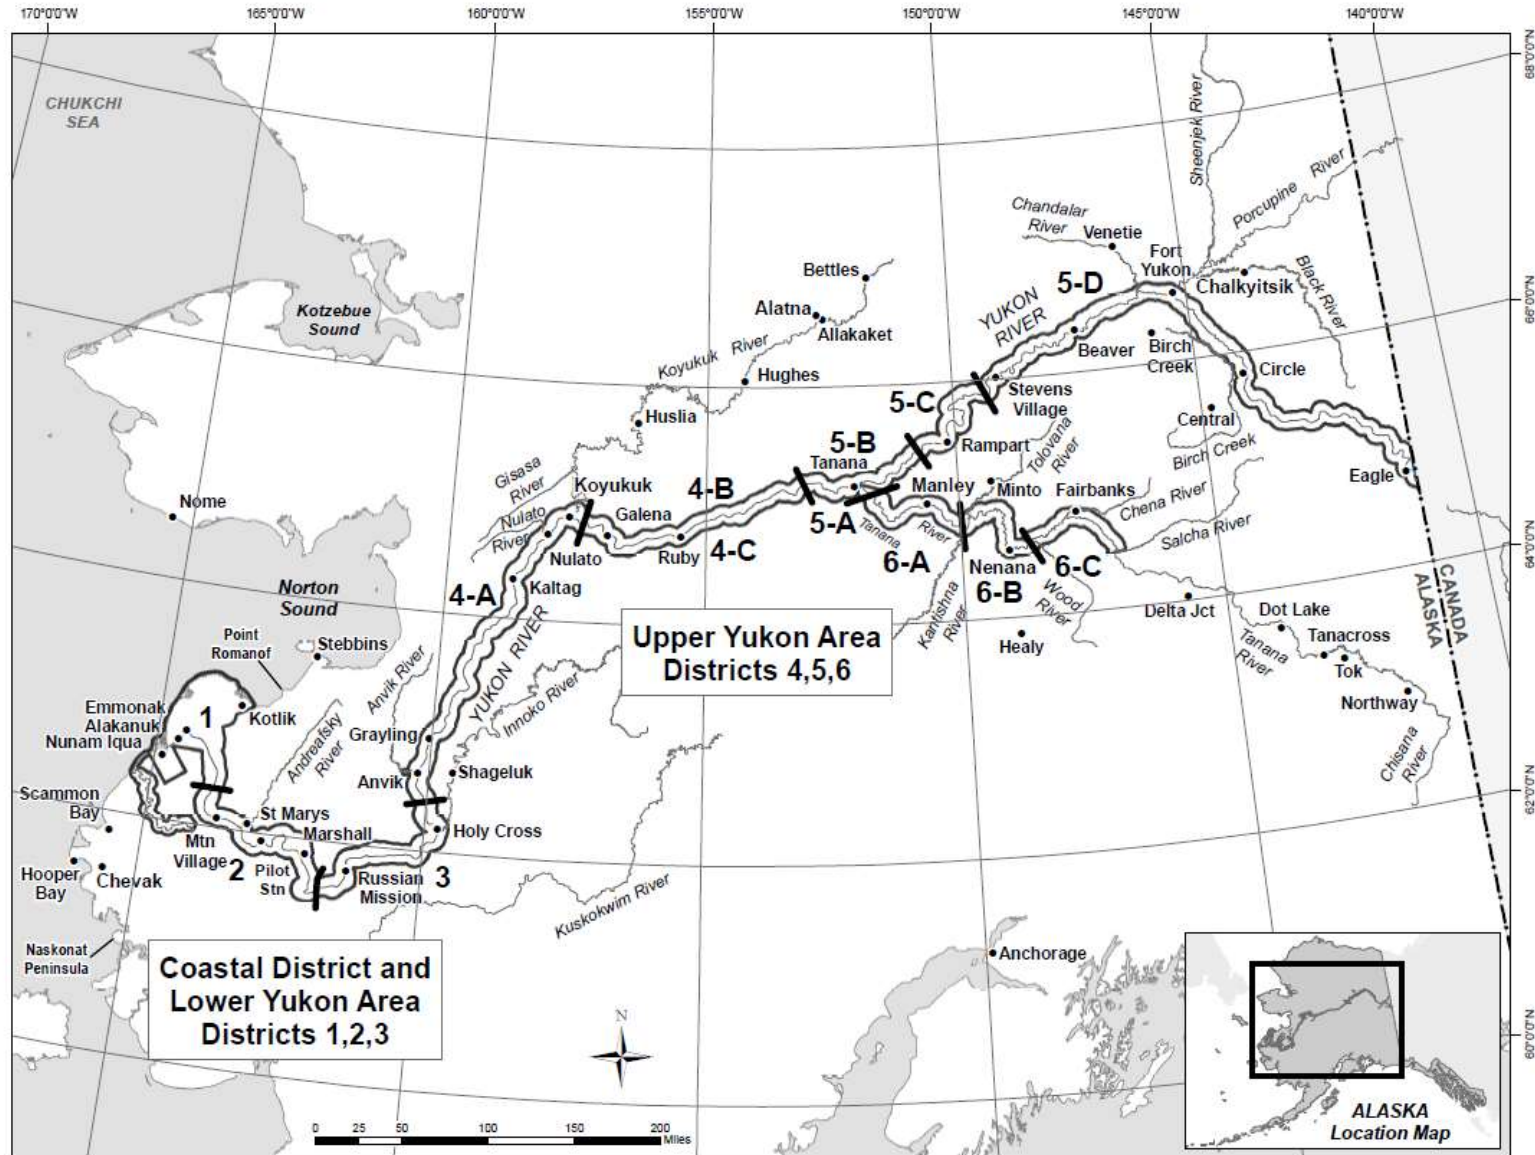 170°0'0"W
165°0'0"W
160°0'0"W
155°0'0"W
150°0'0"W
145°0'0"W
140°0'0"W
68°0'0"N
66°0'0"N
64°0'0"N
62°0'0"N
60°0'0"N
CHUKCHI
SEA
Kotzebue
Sound
Nome
Norton
Sound
Point
Romanof
Stebbins
Sheenjek River
Porcupine River
Chandalar
River
Venetie
Fort
Yukon
Chalkyitsik
Black River
5-D
YUKON
RIVER
Beaver
Birch
Creek
Circle
Central
Birch Creek
Eagle
Bettles
Alatna
Allakaket
Koyukuk River
Hughes
Huslia
Stevens
Village
5-C
Rampart
Tolovana
River
5-B
Tanana
5-A
Manley
Minto
Fairbanks
Chena River
Salcha River
Gisasa
River
Koyukuk
Nulato
River
Galena
Nulato
4-B
Ruby
4-C
Tanana
River
6-A
Nenana
6-B
6-C
Wood
River
Kantishna
River
Healy
Delta Jct
Dot Lake
Tanacross
Tok
Tanana
River
Northway
Chisana
River
CANADA
ALASKA
4-A
Kaltag
YUKON RIVER
Upper Yukon Area
Districts 4,5,6
Anvik River
Innoko River
Grayling
Anvik
Shageluk
Holy Cross
Emmonak
Alakanuk
Nunam Iqua
1
Kotlik
Andreafsky
River
Scammon
Bay
St Marys
Marshall
Mtn
Village
2
Pilot
Stn
Russian
Mission
3
Hooper
Bay
Chevak
Kuskokwim River
Naskonat
Peninsula
Coastal District and
Lower Yukon Area
Districts 1,2,3
Anchorage
N
0 25 50 100 150 200
Miles
ALASKA
Location Map